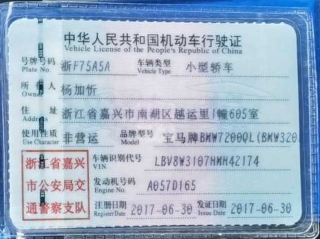 中华人民共和国机动车行驶证
Vehicle License of the People's Republic of China
号牌号码 浙F75A5A 车辆类型 小型轿车
Plate No. Vehicle Type
所有人 杨加忻
Owner
住址 浙江省嘉兴市南湖区越运里1幢605室
使用性质 非营运 品牌型号 宝马牌BMW7200QL(BMW320
Use Character
浙江省嘉兴市公安局交通警察支队
车辆识别代号 LBV8W3107HMH42174
VIN
发动机号码 A057D165
Engine No.
注册日期 2017-06-30 发证日期 2017-06-30
Register Date Issue Date